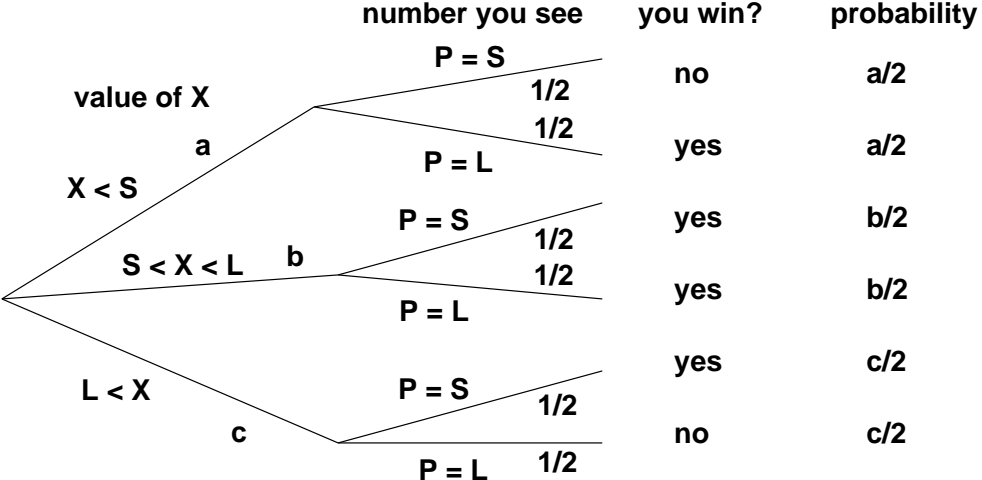 number you see you win? probability
P = S
value of X
1/2
no a/2
1/2
a
yes a/2
P = L
X < S
P = S
yes b/2
1/2
S < X < L b
1/2
yes b/2
P = L
yes c/2
L < X
P = S
1/2
c
no c/2
P = L 1/2